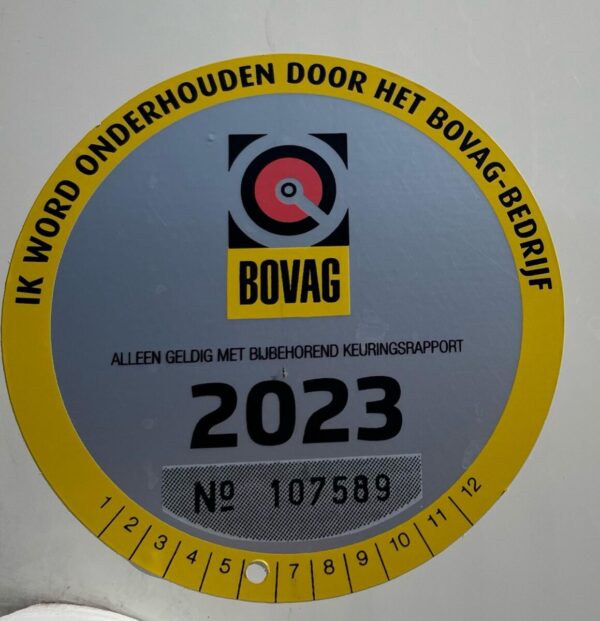 IK WORD ONDERHOUDEN DOOR HET BOVAG-BEDRIJF
BOVAG
ALLEEN GELDIG MET BIJBEHOREND KEURINGSRAPPORT
2023
Nº 107589
1 2 3 4 5 7 8 9 10 11 12